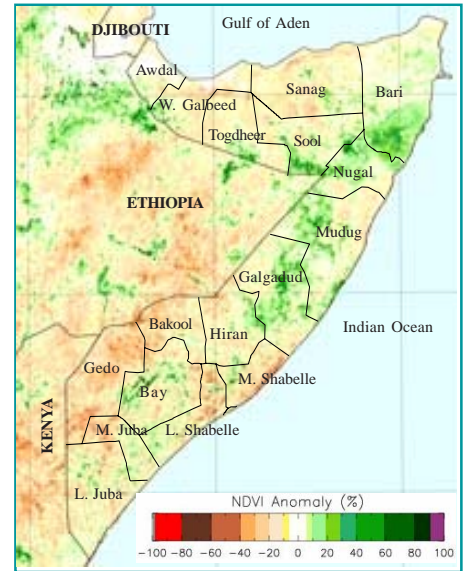 Gulf of Aden
DJIBOUTI
Awdal
Sanag
Bari
W. Galbeed
Togdheer
Sool
Nugal
ETHIOPIA
Mudug
Galgadud
Indian Ocean
Bakool
Hiran
Gedo
M. Shabelle
Bay
KENYA
M. Juba
L. Shabelle
L. Juba
NDVI Anomaly (%)
-100 -80 -60 -40 -20 0 20 40 60 80 100